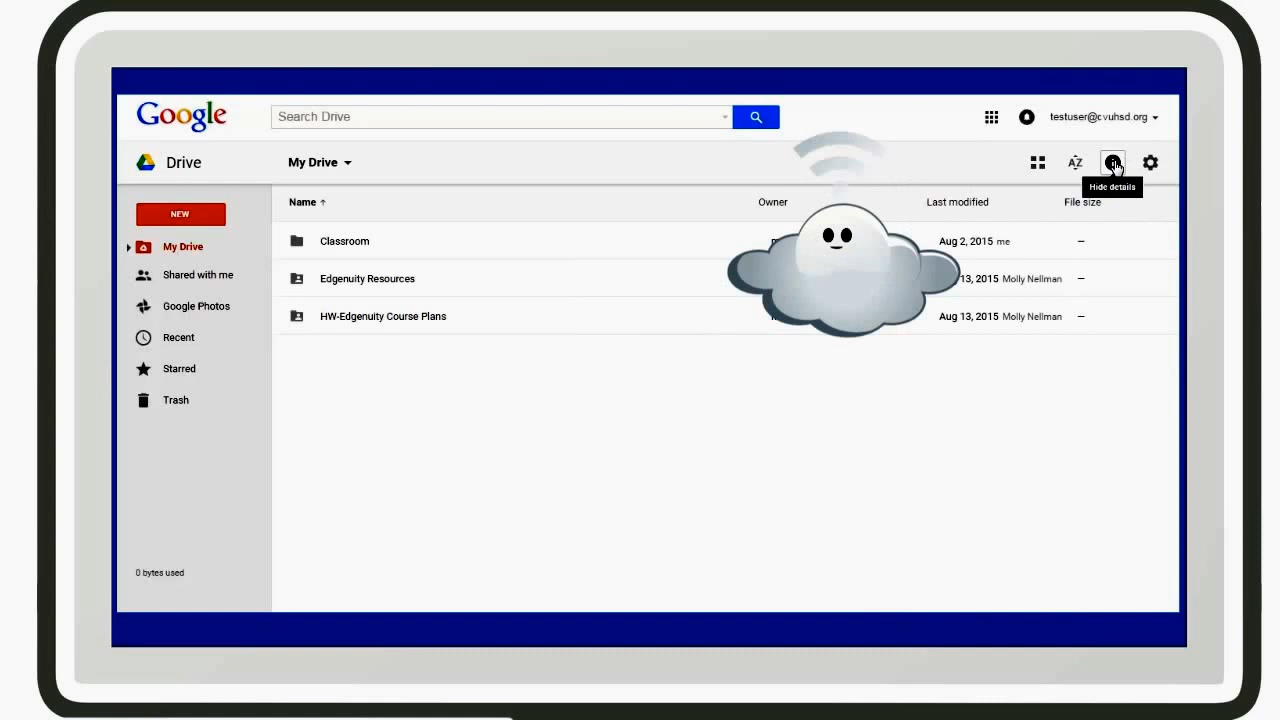 Google
Search Drive
testuser@cvuhsd.org
Drive
My Drive
AZ
Hide details
Name ↑
Owner
Last modified
File size
NEW
My Drive
Shared with me
Google Photos
Recent
Starred
Trash
0 bytes used
Classroom
Aug 2, 2015 me
–
Edgenuity Resources
13, 2015 Molly Nellman
–
HW-Edgenuity Course Plans
Aug 13, 2015 Molly Nellman
–